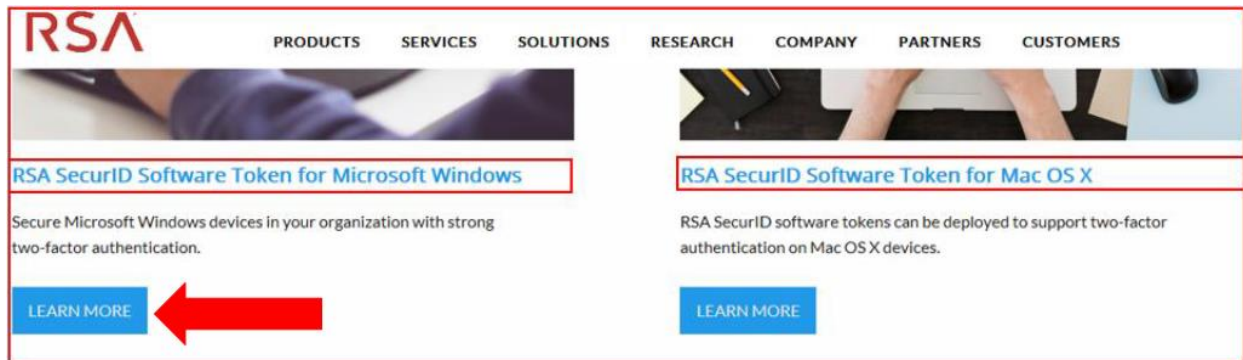 RSA
PRODUCTS SERVICES SOLUTIONS RESEARCH COMPANY PARTNERS CUSTOMERS
RSA SecurID Software Token for Microsoft Windows
Secure Microsoft Windows devices in your organization with strong
two-factor authentication.
LEARN MORE
RSA SecurID Software Token for Mac OS X
RSA SecurID software tokens can be deployed to support two-factor
authentication on Mac OS X devices.
LEARN MORE